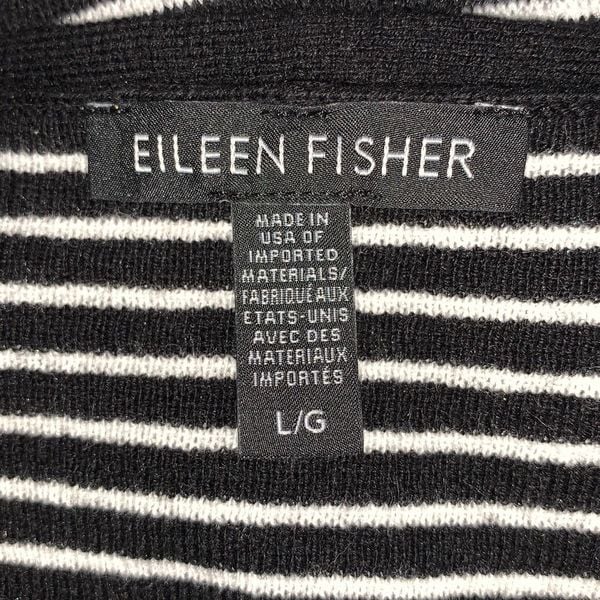 EILEEN FISHER
MADE IN
USA OF
IMPORTED
MATERIALS/
FABRIQUÉ AUX
ETATS-UNIS
AVEC DES
MATERIAUX
IMPORTÉS
L/G